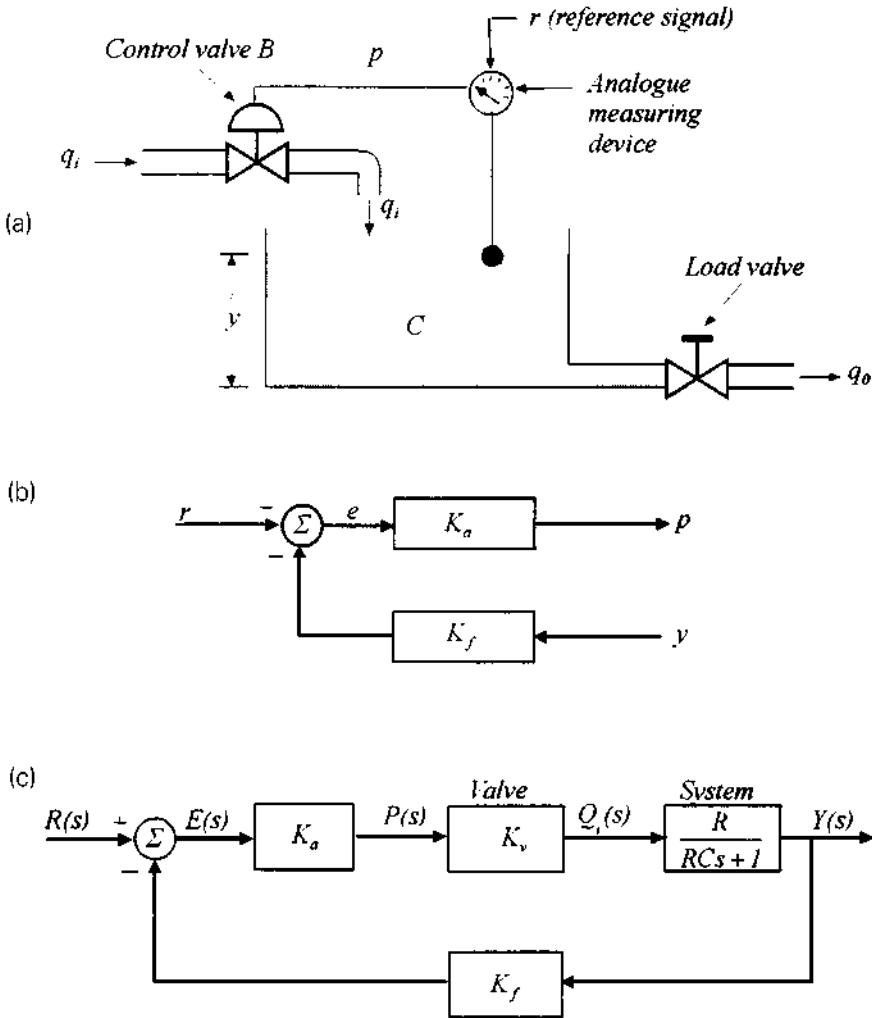 r (reference signal)
Control valve B
p
Analogue
measuring
device
q_i
q_i
(a)
Load valve
y
C
q_0
(b)
r
−
Σ
e
K_a
p
−
K_f
y
(c)
Valve
System
R(s)
+
Σ
E(s)
K_a
P(s)
K_v
Q_i(s)
R
RCs + 1
Y(s)
−
K_f